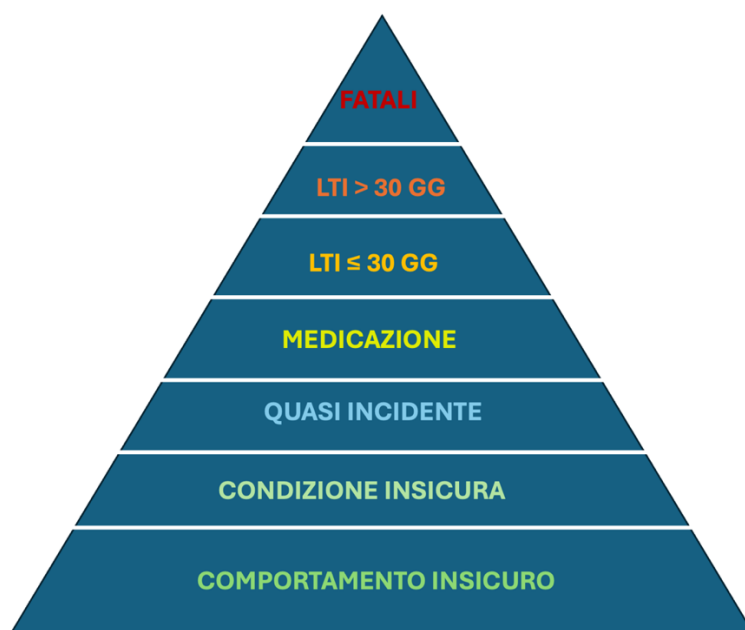 FATALI
LTI > 30 GG
LTI ≤ 30 GG
MEDICAZIONE
QUASI INCIDENTE
CONDIZIONE INSICURA
COMPORTAMENTO INSICURO